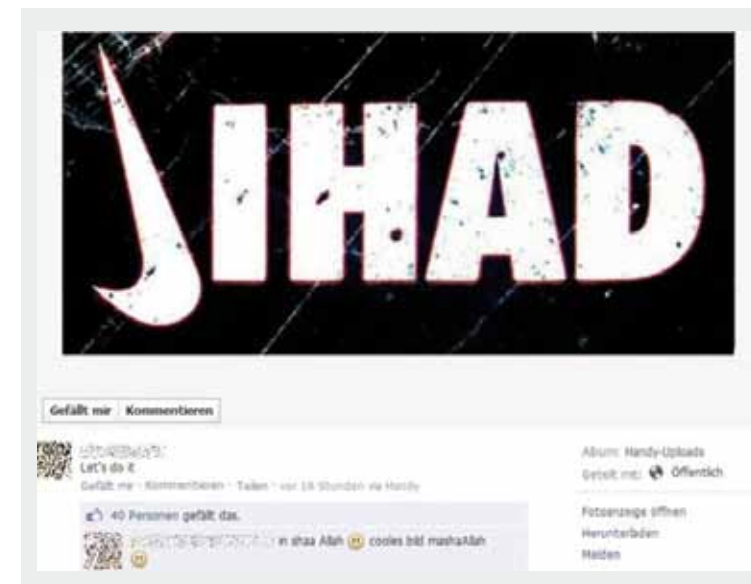 JIHAD
Gefällt mir Kommentieren
Let's do it
Gefällt mir · Kommentieren · Teilen · vor 18 Stunden via Handy
40 Personen gefällt das.
in shaa Allah cooles bild mashaAllah
Album: Handy-Uploads
Geteilt mit: Öffentlich
Fotoanzeige öffnen
Herunterladen
Melden